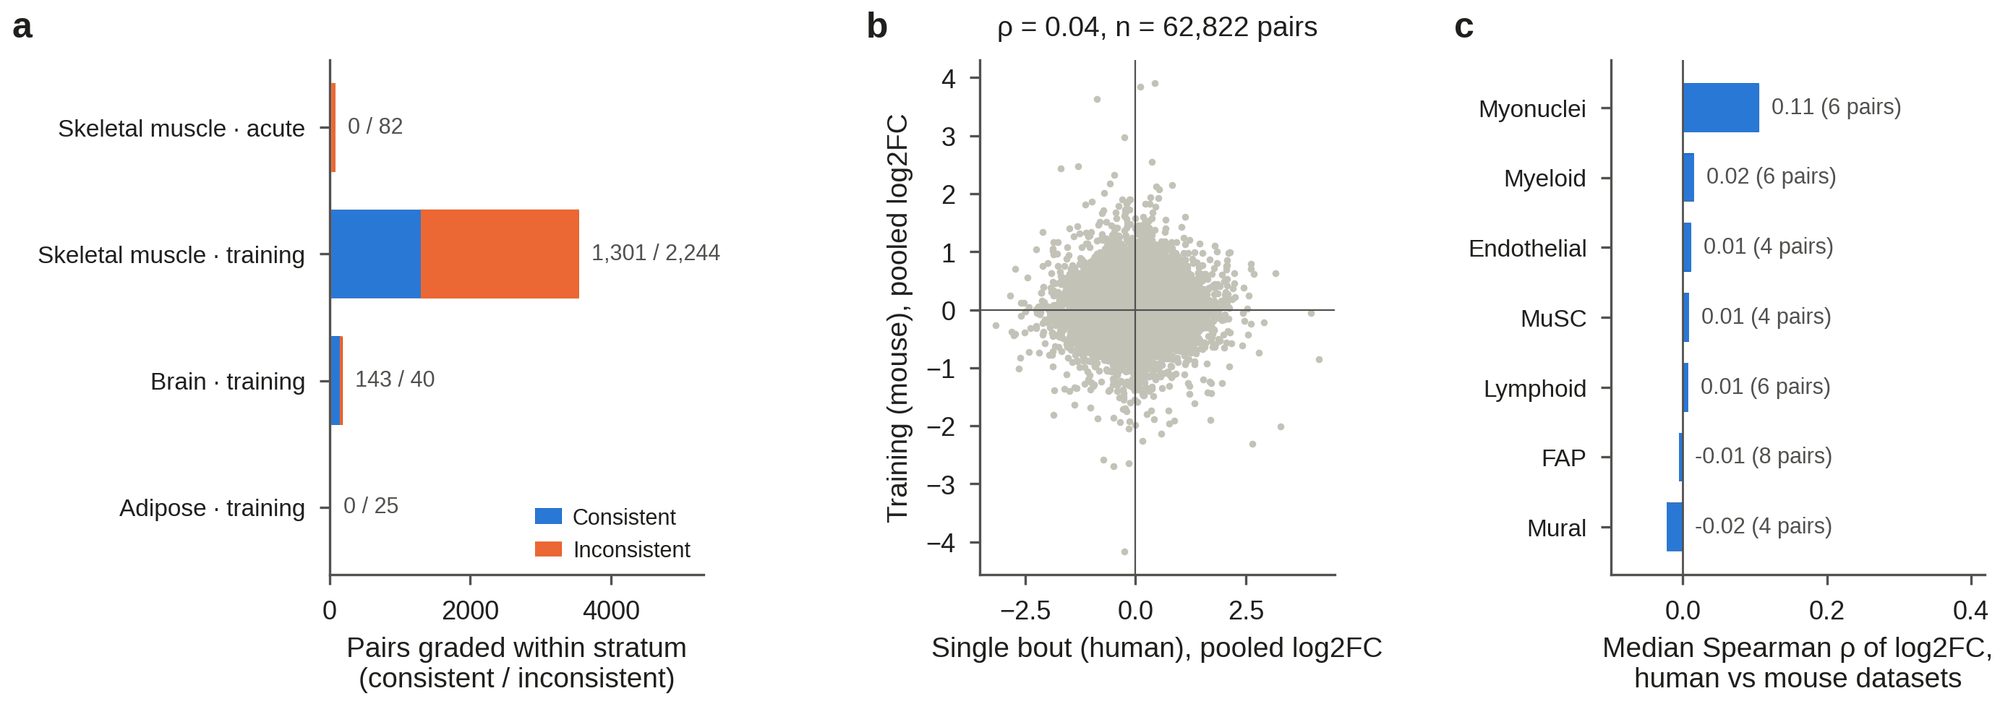 a
Skeletal muscle · acute
0 / 82
Skeletal muscle · training
1,301 / 2,244
Brain · training
143 / 40
Adipose · training
0 / 25
Consistent
Inconsistent
0
2000
4000
Pairs graded within stratum
(consistent / inconsistent)
b
ρ = 0.04, n = 62,822 pairs
Training (mouse), pooled log2FC
4
3
2
1
0
−1
−2
−3
−4
−2.5
0.0
2.5
Single bout (human), pooled log2FC
c
Myonuclei
0.11 (6 pairs)
Myeloid
0.02 (6 pairs)
Endothelial
0.01 (4 pairs)
MuSC
0.01 (4 pairs)
Lymphoid
0.01 (6 pairs)
FAP
-0.01 (8 pairs)
Mural
-0.02 (4 pairs)
0.0
0.2
0.4
Median Spearman ρ of log2FC,
human vs mouse datasets